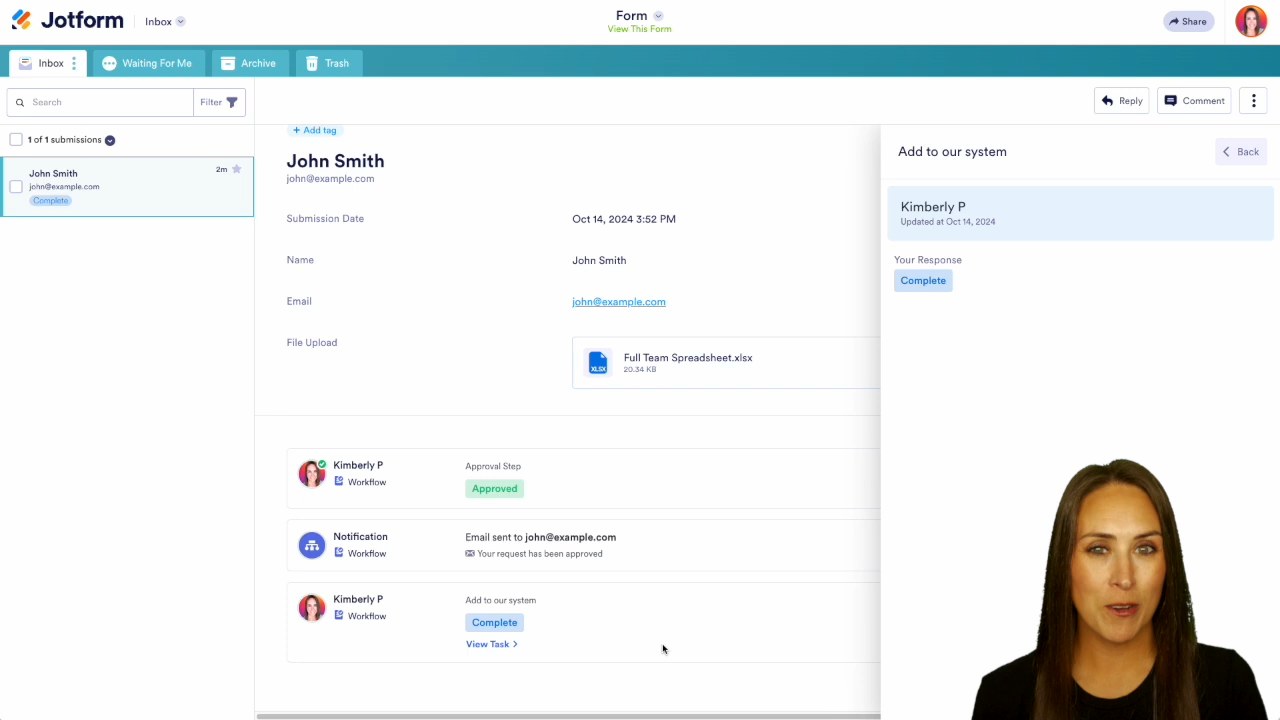 Jotform
Inbox
Form
View This Form
Share
Inbox
Waiting For Me
Archive
Trash
Search
Filter
Reply
Comment
1 of 1 submissions
John Smith
2m
john@example.com
Complete
+ Add tag
John Smith
john@example.com
Submission Date
Oct 14, 2024 3:52 PM
Name
John Smith
Email
john@example.com
File Upload
XLSX
Full Team Spreadsheet.xlsx
20.34 KB
Kimberly P
Workflow
Approval Step
Approved
Notification
Workflow
Email sent to john@example.com
Your request has been approved
Kimberly P
Workflow
Add to our system
Complete
View Task >
Add to our system
Back
Kimberly P
Updated at Oct 14, 2024
Your Response
Complete